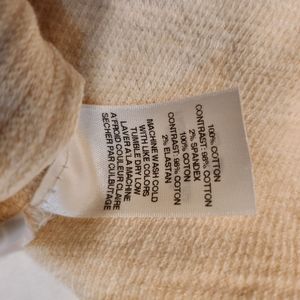 100% COTTON
CONTRAST: 98% COTTON
2% SPANDEX
100% COTON
CONTRAST: 98% COTON
2% ELASTAN
MACHINE WASH COLD
WITH LIKE COLORS
TUMBLE DRY LOW
LAVER A LA MACHINE
A FROID COULEUR CLAIRE
SECHER PAR CULBUTAGE